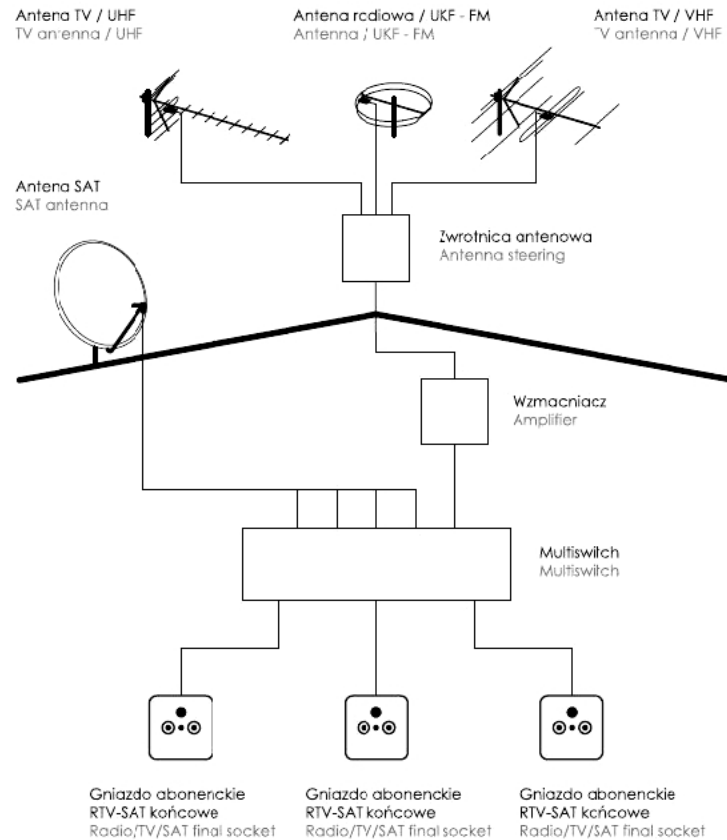 Antena TV / UHF
TV antenna / UHF
Antena radiowa / UKF - FM
Antenna / UKF - FM
Antena TV / VHF
TV antenna / VHF
Antena SAT
SAT antenna
Zwrotnica antenowa
Antenna steering
Wzmacniacz
Amplifier
Multiswitch
Multiswitch
Gniazdo abonenckie
RTV-SAT końcowe
Radio/TV/SAT final socket
Gniazdo abonenckie
RTV-SAT końcowe
Radio/TV/SAT final socket
Gniazdo abonenckie
RTV-SAT końcowe
Radio/TV/SAT final socket